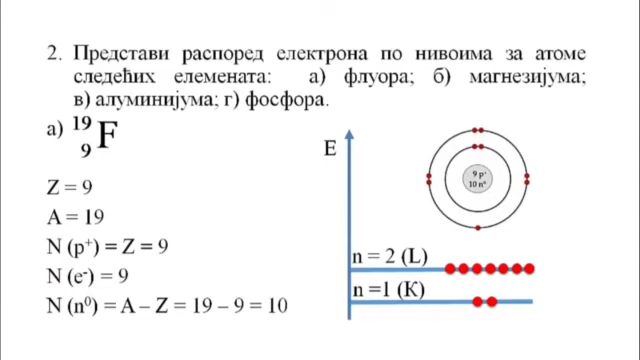 2. Представи распоред електрона по нивоима за атоме
следећих елемената: а) флуора; б) магнезијума;
в) алуминијума; г) фосфора.
а) ¹⁹₉F
Z = 9
A = 19
N (p⁺) = Z = 9
N (e⁻) = 9
N (n⁰) = A – Z = 19 – 9 = 10
E
9 p⁺
10 n⁰
n = 2 (L)
n =1 (K)